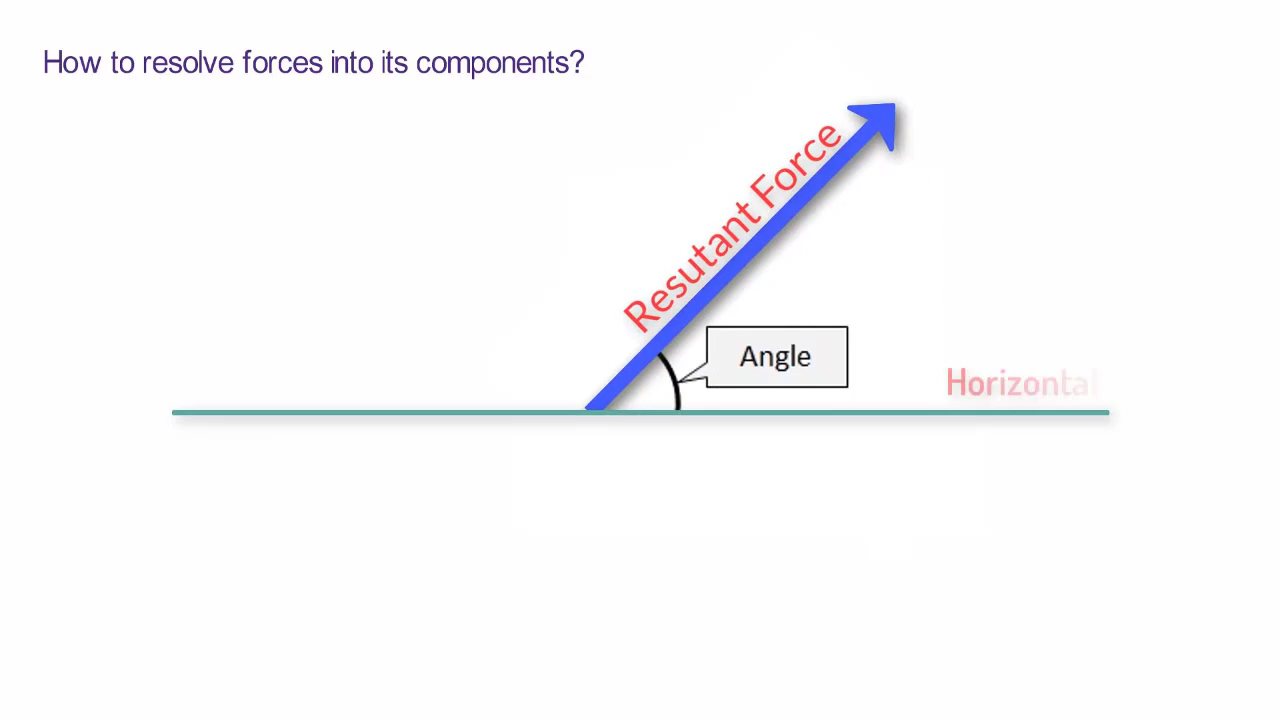 How to resolve forces into its components?
Resutant Force
Angle
Horizontal